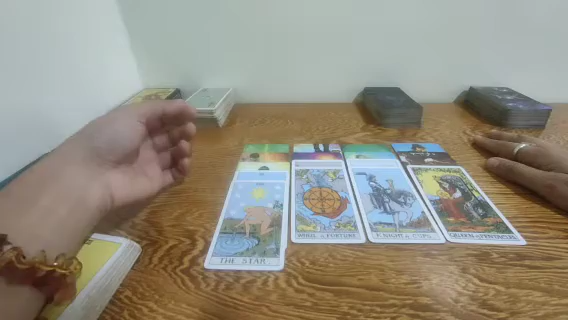 THE STAR
WHEEL of FORTUNE
KNIGHT of CUPS
QUEEN of PENTACLES